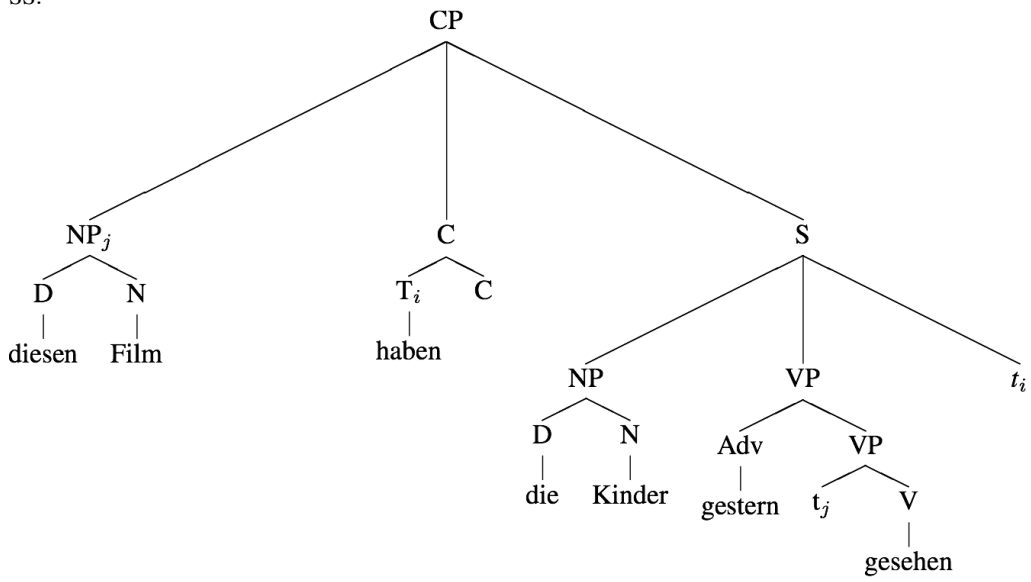 ss.
CP
NPⱼ C S
D N Tᵢ C
diesen Film haben
NP VP tᵢ
D N Adv VP
die Kinder gestern tⱼ V
gesehen